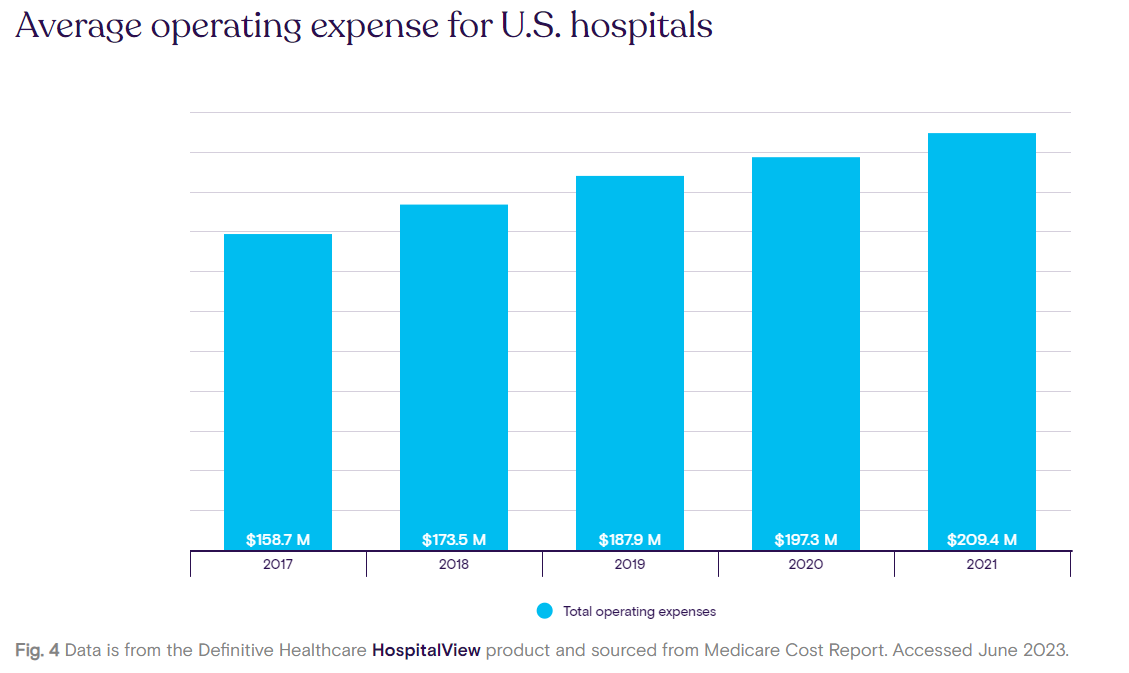 Average operating expense for U.S. hospitals
$158.7 M $173.5 M $187.9 M $197.3 M $209.4 M
2017 2018 2019 2020 2021
Total operating expenses
Fig. 4 Data is from the Definitive Healthcare HospitalView product and sourced from Medicare Cost Report. Accessed June 2023.